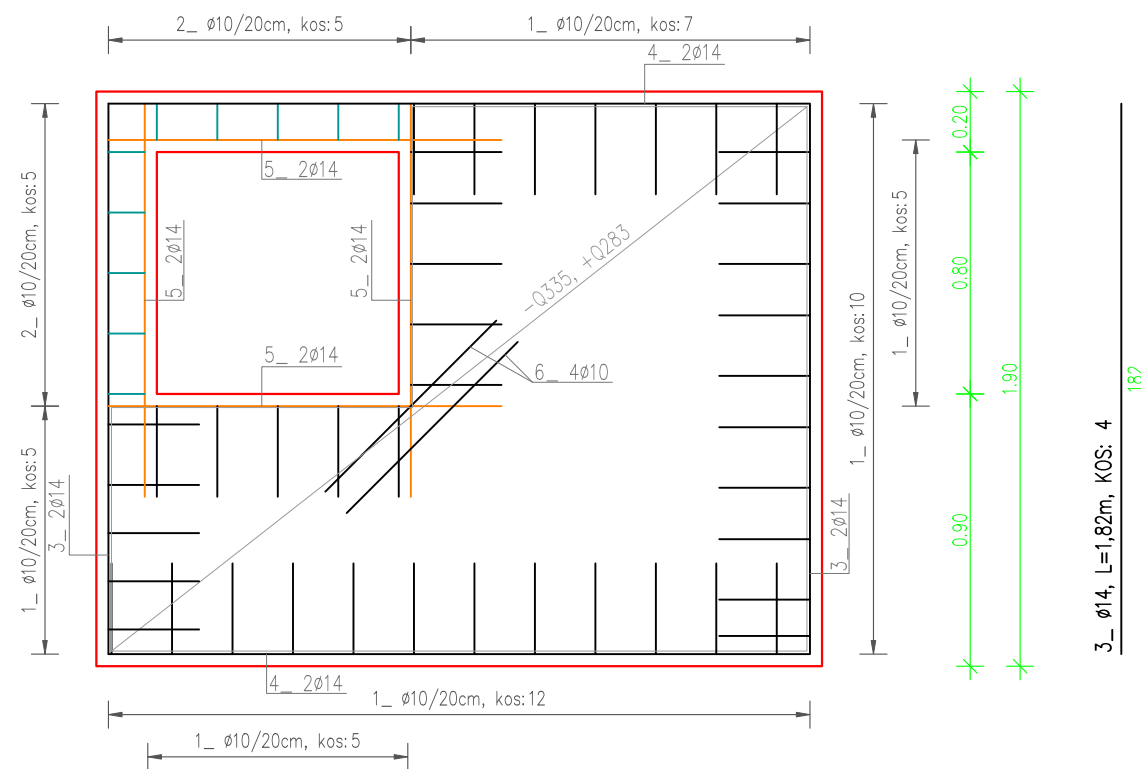 2_ ø10/20cm, kos:5
1_ ø10/20cm, kos:7
4_ 2ø14
5_ 2ø14
2_ ø10/20cm, kos:5
5_ 2ø14
5_ 2ø14
-Q335, +Q283
1_ ø10/20cm, kos:5
0.20
0.80
1.90
182
5_ 2ø14
6_ 4ø10
1_ ø10/20cm, kos:10
1_ ø10/20cm, kos:5
3_ 2ø14
3_ 2ø14
0.90
3_ ø14, L=1,82m, KOS: 4
4_ 2ø14
1_ ø10/20cm, kos:12
1_ ø10/20cm, kos:5